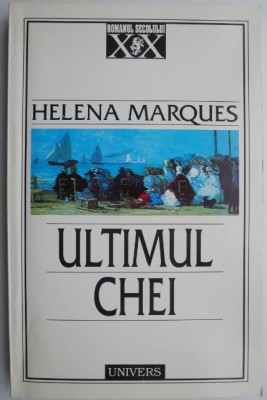 ROMANUL SECOLULUI
XX
HELENA MARQUES
ULTIMUL
CHEI
UNIVERS